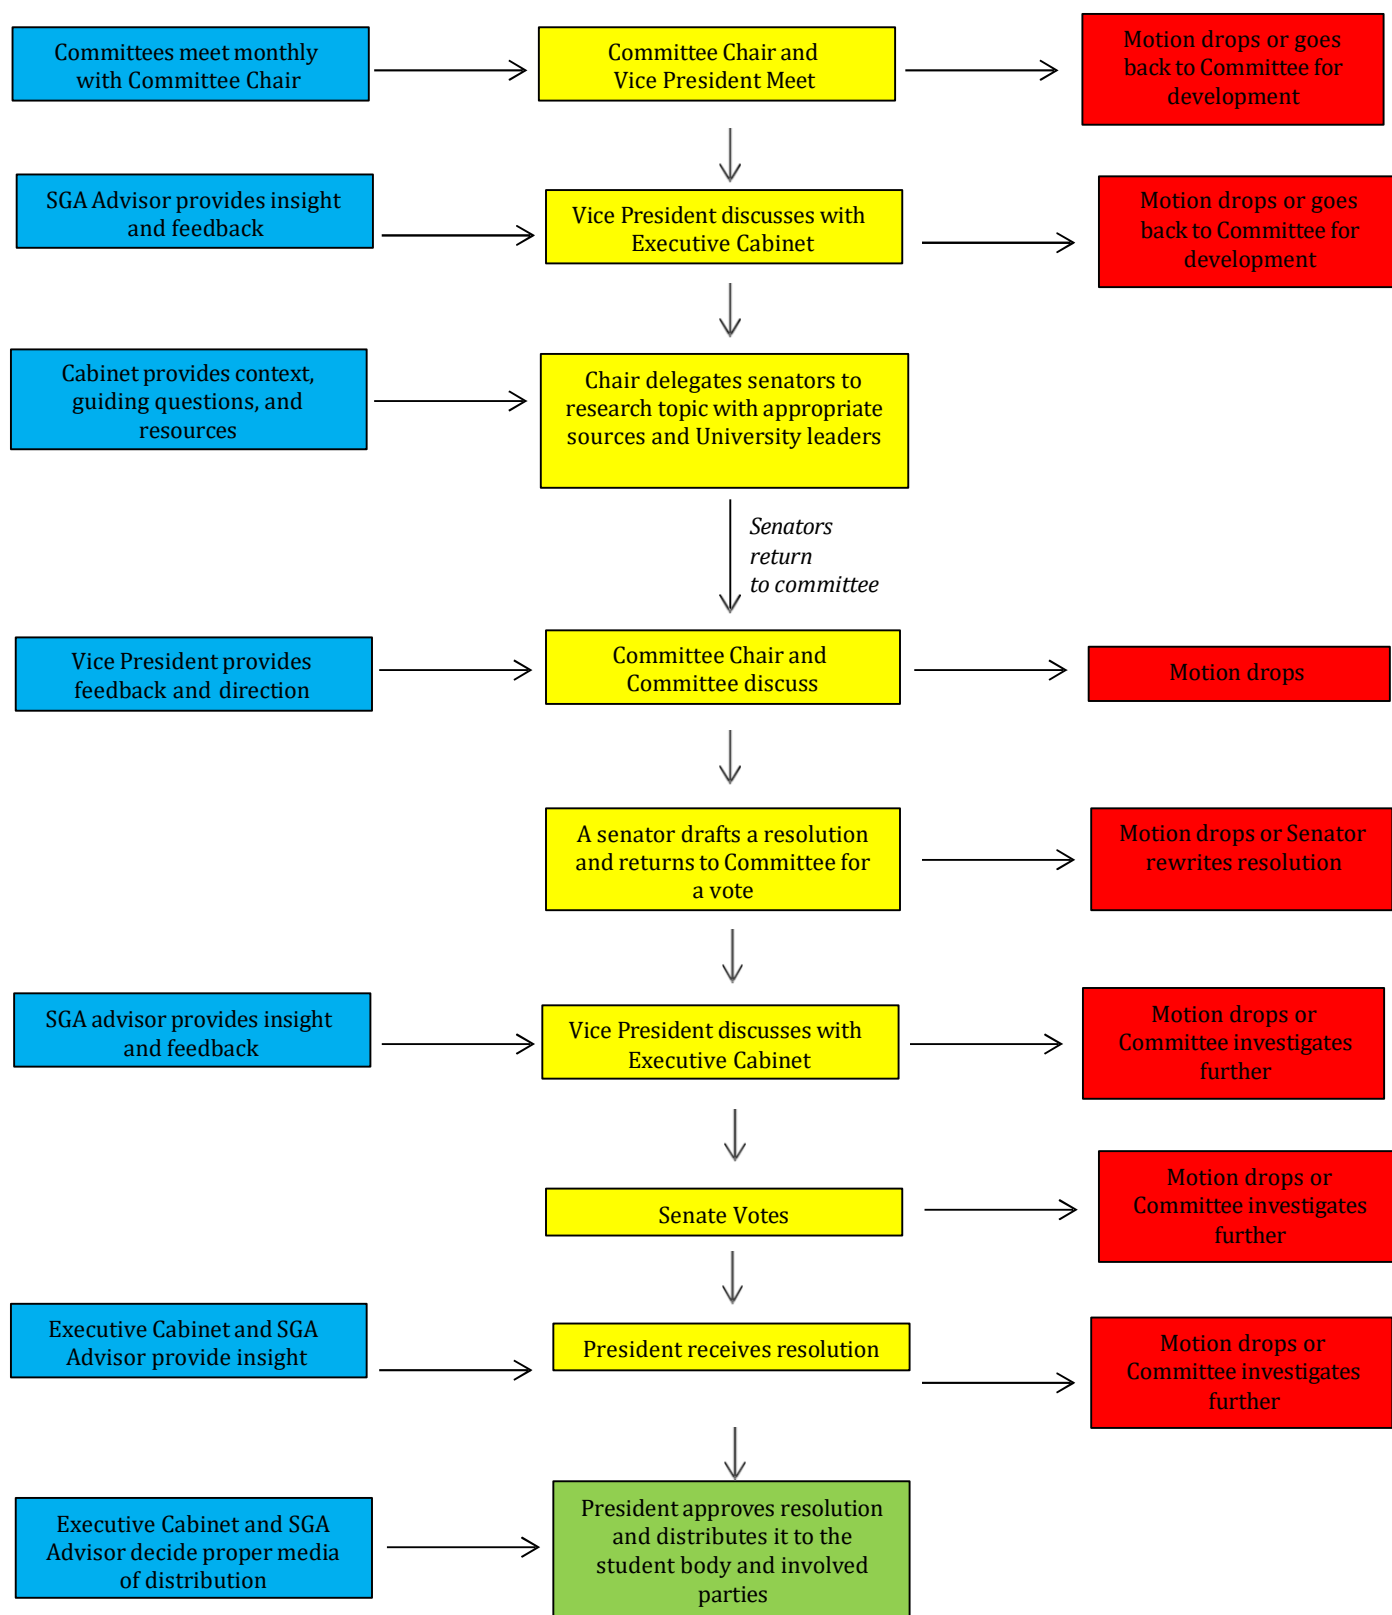 Committees meet monthly
with Committee Chair
Committee Chair and
Vice President Meet
Motion drops or goes
back to Committee for
development
SGA Advisor provides insight
and feedback
Vice President discusses with
Executive Cabinet
Motion drops or goes
back to Committee for
development
Cabinet provides context,
guiding questions, and
resources
Chair delegates senators to
research topic with appropriate
sources and University leaders
Senators
return
to committee
Vice President provides
feedback and direction
Committee Chair and
Committee discuss
Motion drops
A senator drafts a resolution
and returns to Committee for
a vote
Motion drops or Senator
rewrites resolution
SGA advisor provides insight
and feedback
Vice President discusses with
Executive Cabinet
Motion drops or
Committee investigates
further
Senate Votes
Motion drops or
Committee investigates
further
Executive Cabinet and SGA
Advisor provide insight
President receives resolution
Motion drops or
Committee investigates
further
Executive Cabinet and SGA
Advisor decide proper media
of distribution
President approves resolution
and distributes it to the
student body and involved
parties